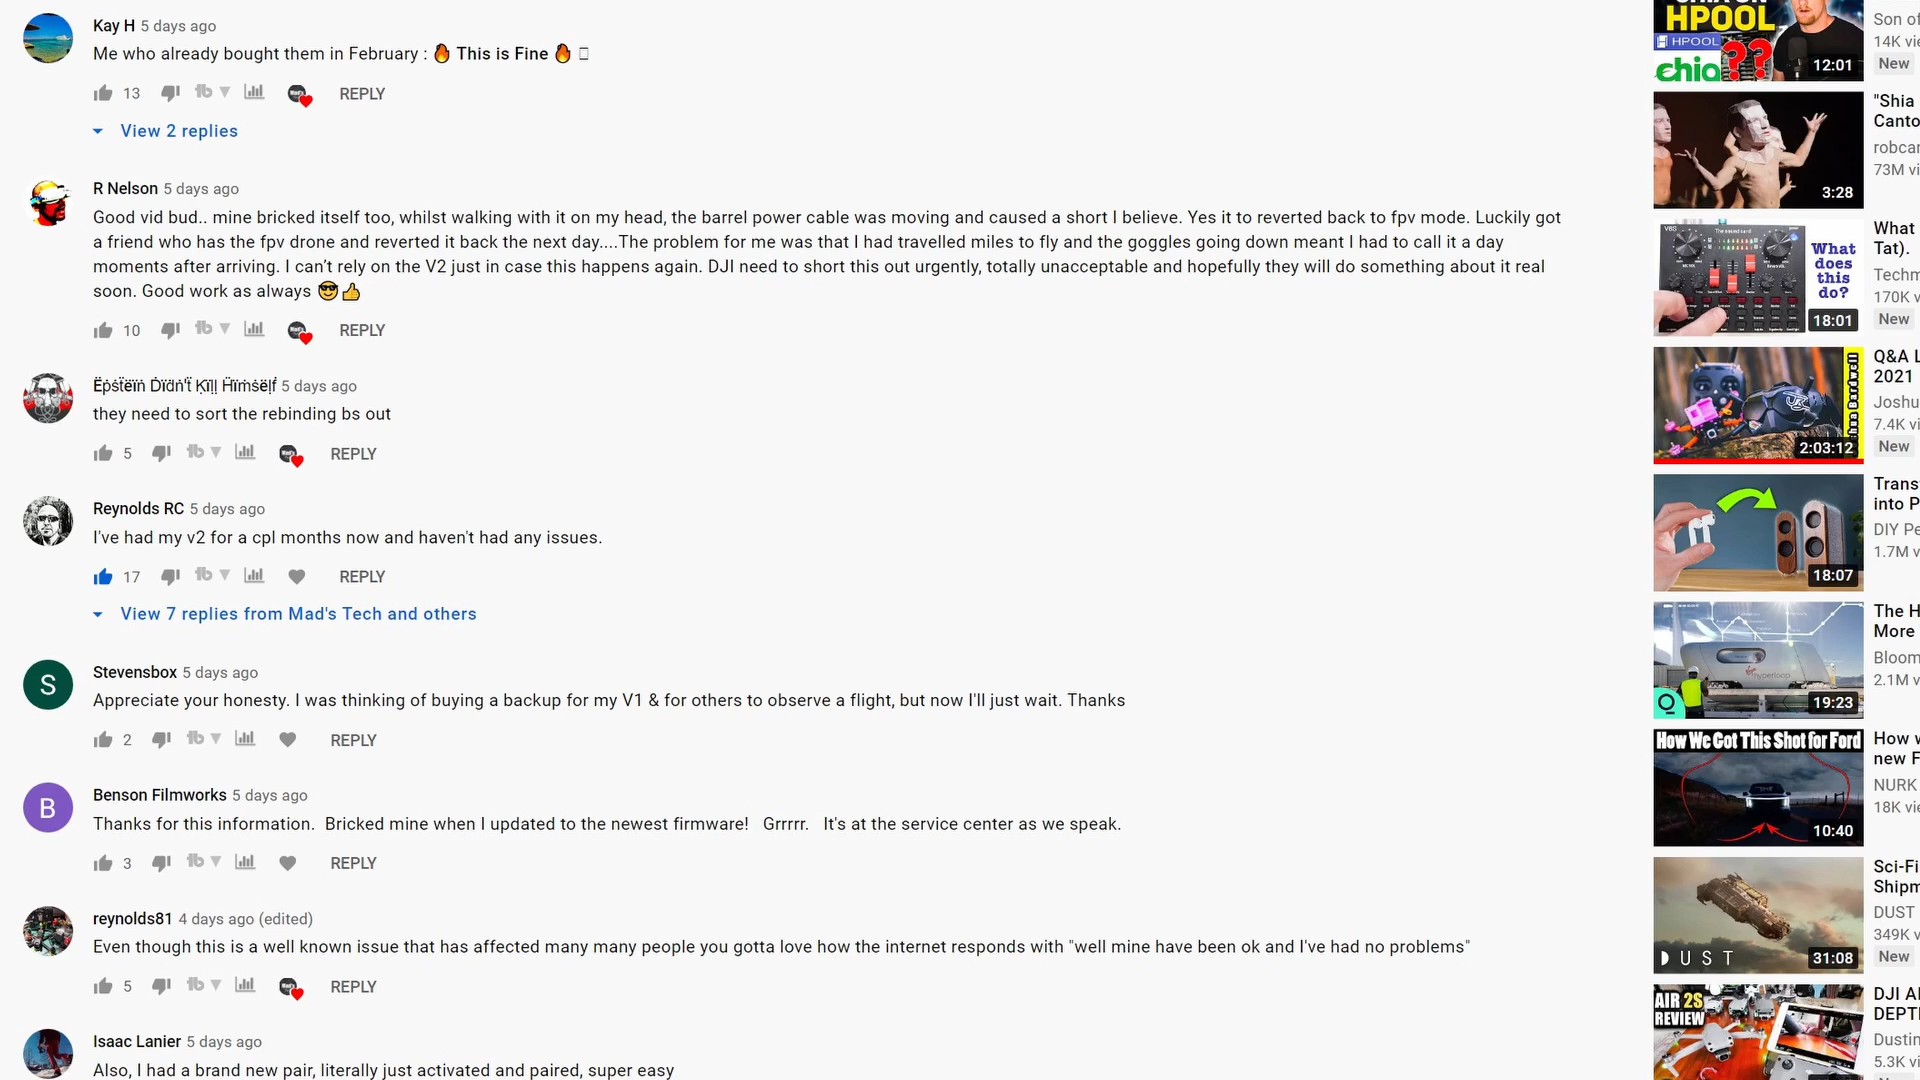 Kay H 5 days ago
Me who already bought them in February : 🔥 This is Fine 🔥
13 REPLY
View 2 replies
R Nelson 5 days ago
Good vid bud.. mine bricked itself too, whilst walking with it on my head, the barrel power cable was moving and caused a short I believe. Yes it to reverted back to fpv mode. Luckily got
a friend who has the fpv drone and reverted it back the next day....The problem for me was that I had travelled miles to fly and the goggles going down meant I had to call it a day
moments after arriving. I can’t rely on the V2 just in case this happens again. DJI need to short this out urgently, totally unacceptable and hopefully they will do something about it real
soon. Good work as always 😎👍
10 REPLY
Ëpṡẗëïṅ Dïdṅ'ẗ Ḳïḷḷ Ḧïṁṡëḷḟ 5 days ago
they need to sort the rebinding bs out
5 REPLY
Reynolds RC 5 days ago
I've had my v2 for a cpl months now and haven't had any issues.
17 REPLY
View 7 replies from Mad's Tech and others
S
Stevensbox 5 days ago
Appreciate your honesty. I was thinking of buying a backup for my V1 & for others to observe a flight, but now I'll just wait. Thanks
2 REPLY
B
Benson Filmworks 5 days ago
Thanks for this information.  Bricked mine when I updated to the newest firmware!   Grrrrr.   It's at the service center as we speak.
3 REPLY
reynolds81 4 days ago (edited)
Even though this is a well known issue that has affected many many people you gotta love how the internet responds with "well mine have been ok and I've had no problems"
5 REPLY
Isaac Lanier 5 days ago
Also, I had a brand new pair, literally just activated and paired, super easy
HPOOL
HPOOL
??
chia
12:01
Son of
14K vie
New
3:28
"Shia
Canto
robcan
73M vi
V8S
The sound card
What
does
this
do?
18:01
What
Tat).
Techm
170K v
New
hua Bardwell
2:03:12
Q&A L
2021
Joshu
7.4K v
New
18:07
Trans
into P
DIY Pe
1.7M v
hyperloop
Q
19:23
The H
More
Bloom
2.1M v
How We Got This Shot for Ford
10:40
How v
new F
NURK
18K vie
DUST
31:08
Sci-Fi
Shipm
DUST
349K v
New
AIR 2S
REVIEW
DJI AI
DEPTI
Dustin
5.3K vi